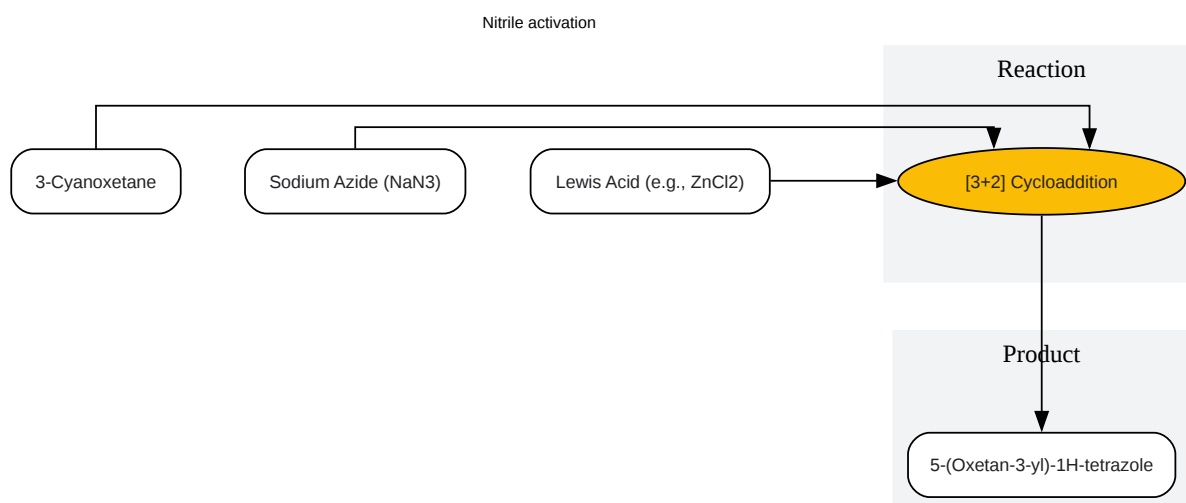 Nitrile activation
Reaction
3-Cyanoxetane
Sodium Azide (NaN3)
Lewis Acid (e.g., ZnCl2)
[3+2] Cycloaddition
Product
5-(Oxetan-3-yl)-1H-tetrazole